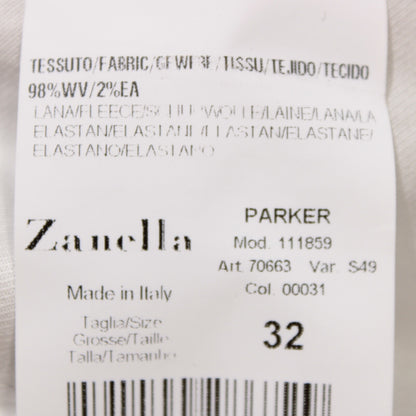 TESSUTO/FABRIC/GEWEBE/TISSU/TEJIDO/TECIDO
98%WV/2%EA
LANA/FLEECE/SCHURWOLLE/LAINE/LANA/LA
ELASTAN/ELASTANE/ELASTAN/ELASTANE/
ELASTANO/ELASTANO
Zanella
PARKER
Mod. 111859
Art. 70663 Var. S49
Col. 00031
Made in Italy
Taglia/Size
Grosse/Taille
Talla/Tamanho
32